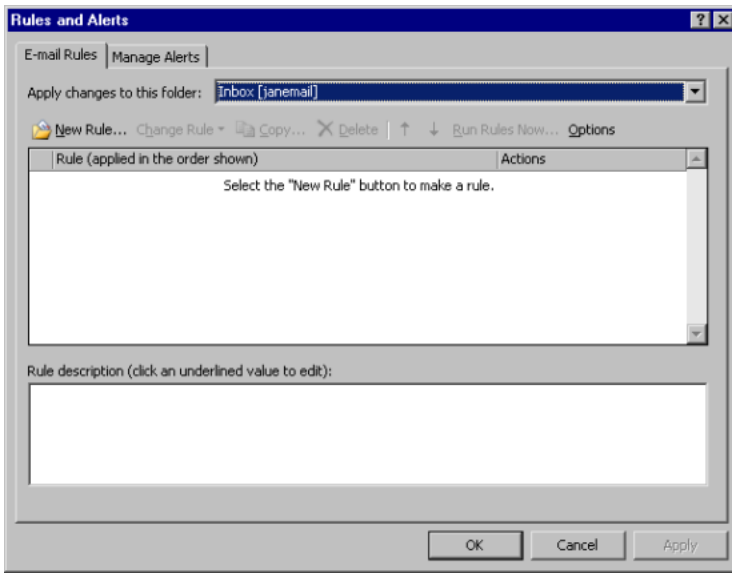 Rules and Alerts
E-mail Rules Manage Alerts
Apply changes to this folder: Inbox [janemail]
New Rule... Change Rule Copy... Delete Run Rules Now... Options
Rule (applied in the order shown) Actions
Select the "New Rule" button to make a rule.
Rule description (click an underlined value to edit):
OK Cancel Apply